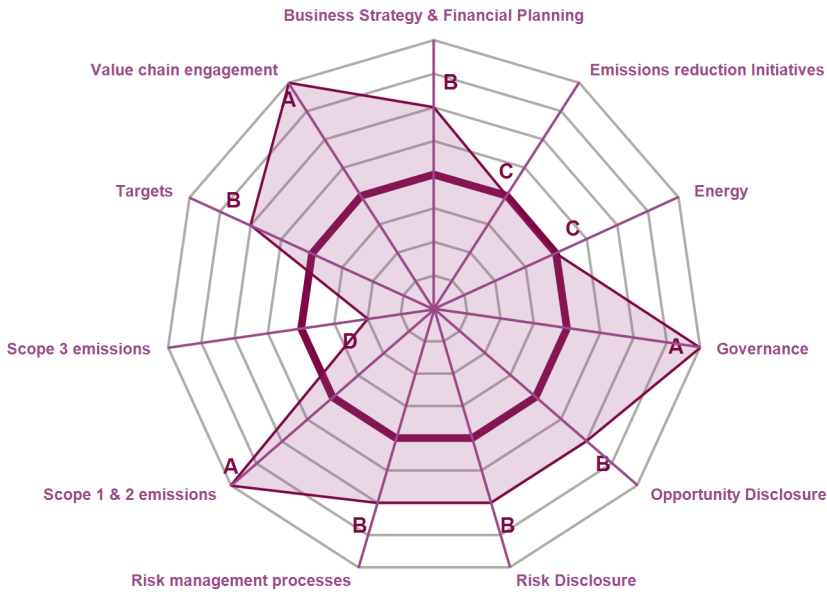 Business Strategy & Financial Planning
Value chain engagement
Emissions reduction Initiatives
B
A
C
Targets
B
Energy
C
Scope 3 emissions
D
A
Governance
A
B
Scope 1 & 2 emissions
Opportunity Disclosure
B
B
Risk management processes
Risk Disclosure